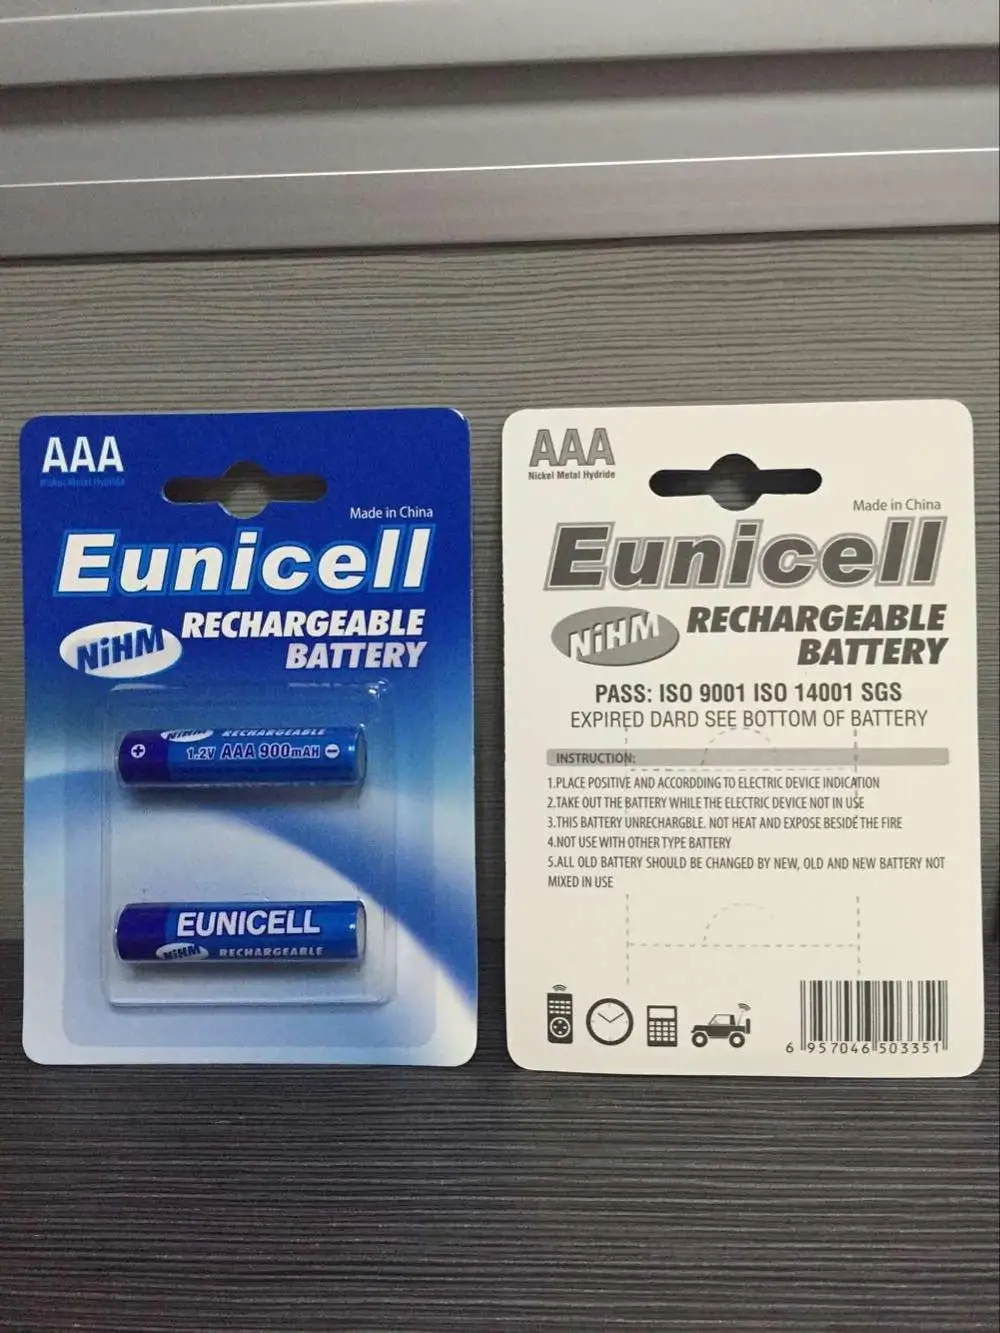 AAA
Nickel Metal Hydride
Made in China
Eunicell
NiHM
RECHARGEABLE
BATTERY
NiHM RECHARGEABLE
+ 1.2V AAA 900mAH −
EUNICELL
NiHM RECHARGEABLE
AAA
Nickel Metal Hydride
Made in China
Eunicell
NiHM
RECHARGEABLE
BATTERY
PASS: ISO 9001 ISO 14001 SGS
EXPIRED DARD SEE BOTTOM OF BATTERY
INSTRUCTION:
1.PLACE POSITIVE AND ACCORDDING TO ELECTRIC DEVICE INDICATION
2.TAKE OUT THE BATTERY WHILE THE ELECTRIC DEVICE NOT IN USE
3.THIS BATTERY UNRECHARGBLE. NOT HEAT AND EXPOSE BESIDE THE FIRE
4.NOT USE WITH OTHER TYPE BATTERY
5.ALL OLD BATTERY SHOULD BE CHANGED BY NEW, OLD AND NEW BATTERY NOT
MIXED IN USE
6 957046 503351